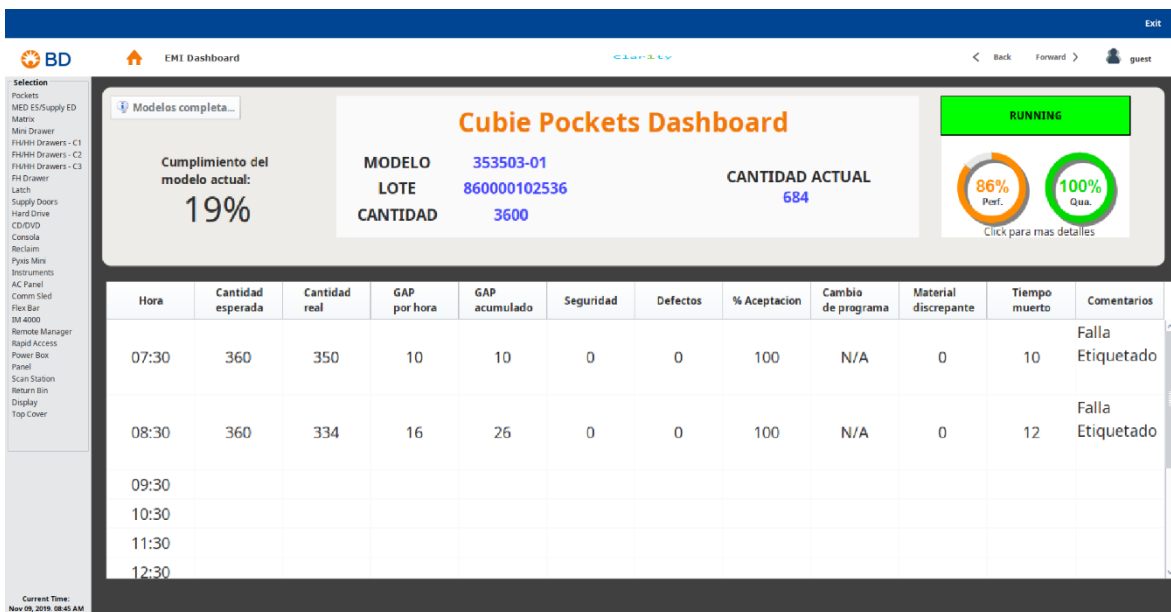 Exit
BD
EMI Dashboard
Back
Forward
guest
Selection
Pockets
MED ES/Supply ED
Matrix
Mini Drawer
FH/HH Drawers - C1
FH/HH Drawers - C2
FH/HH Drawers - C3
FH Drawer
Latch
Supply Doors
Hard Drive
CD/DVD
Consola
Reclaim
Pyxis Mini
Instruments
AC Panel
Comm Sled
Flex Bar
IM 4000
Remote Manager
Rapid Access
Power Box
Panel
Scan Station
Return Bin
Display
Top Cover
Current Time:
Nov 09, 2019. 08:45 AM
Modelos completa...
Cumplimiento del
modelo actual:
19%
Cubie Pockets Dashboard
MODELO 353503-01
LOTE 860000102536
CANTIDAD 3600
CANTIDAD ACTUAL
684
RUNNING
86% 100%
Perf. Qua.
Click para mas detalles
Hora Cantidad esperada Cantidad real GAP por hora GAP acumulado Seguridad Defectos % Aceptacion Cambio de programa Material discrepante Tiempo muerto Comentarios
07:30 360 350 10 10 0 0 100 N/A 0 10 Falla Etiquetado
08:30 360 334 16 26 0 0 100 N/A 0 12 Falla Etiquetado
09:30
10:30
11:30
12:30